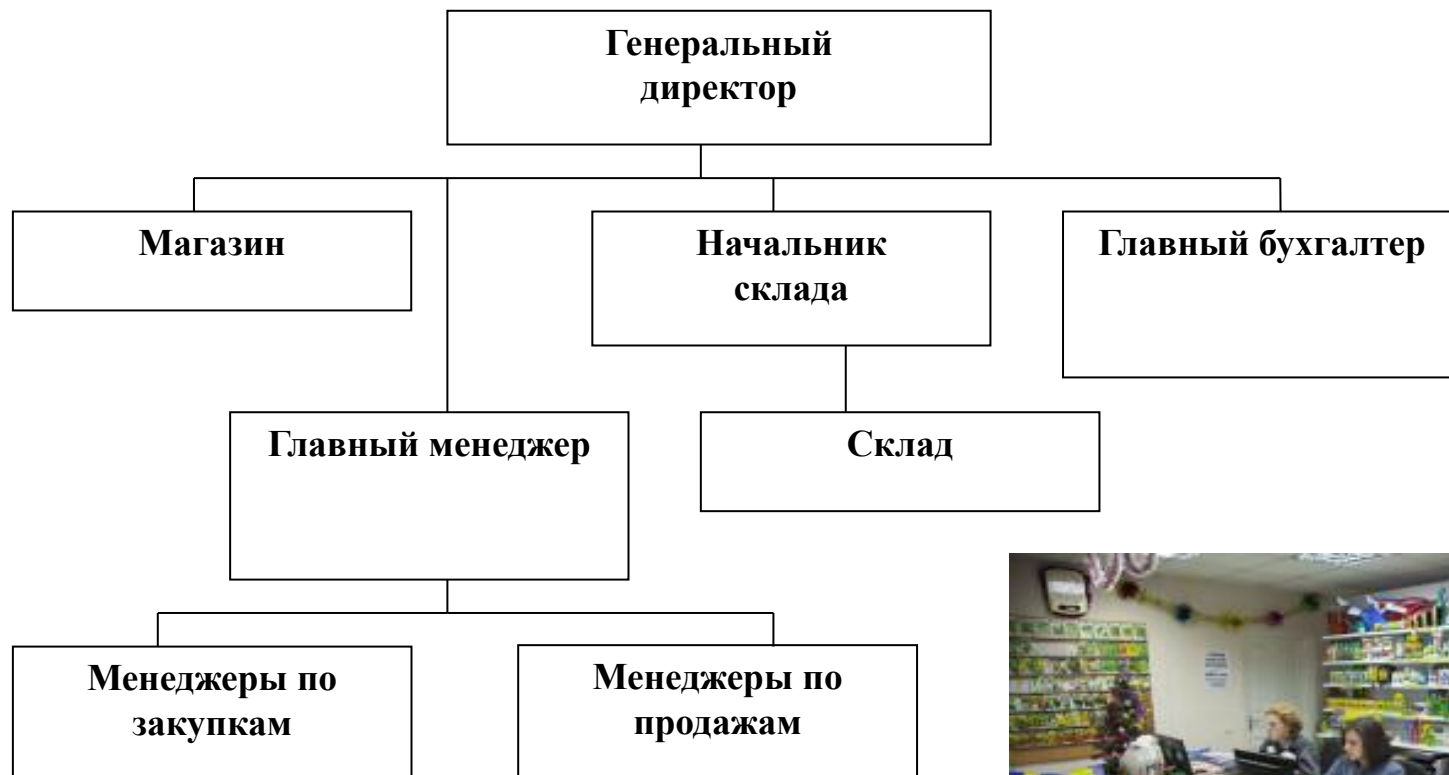 Генеральный
директор
Магазин
Начальник
склада
Главный бухгалтер
Главный менеджер
Склад
Менеджеры по
закупкам
Менеджеры по
продажам